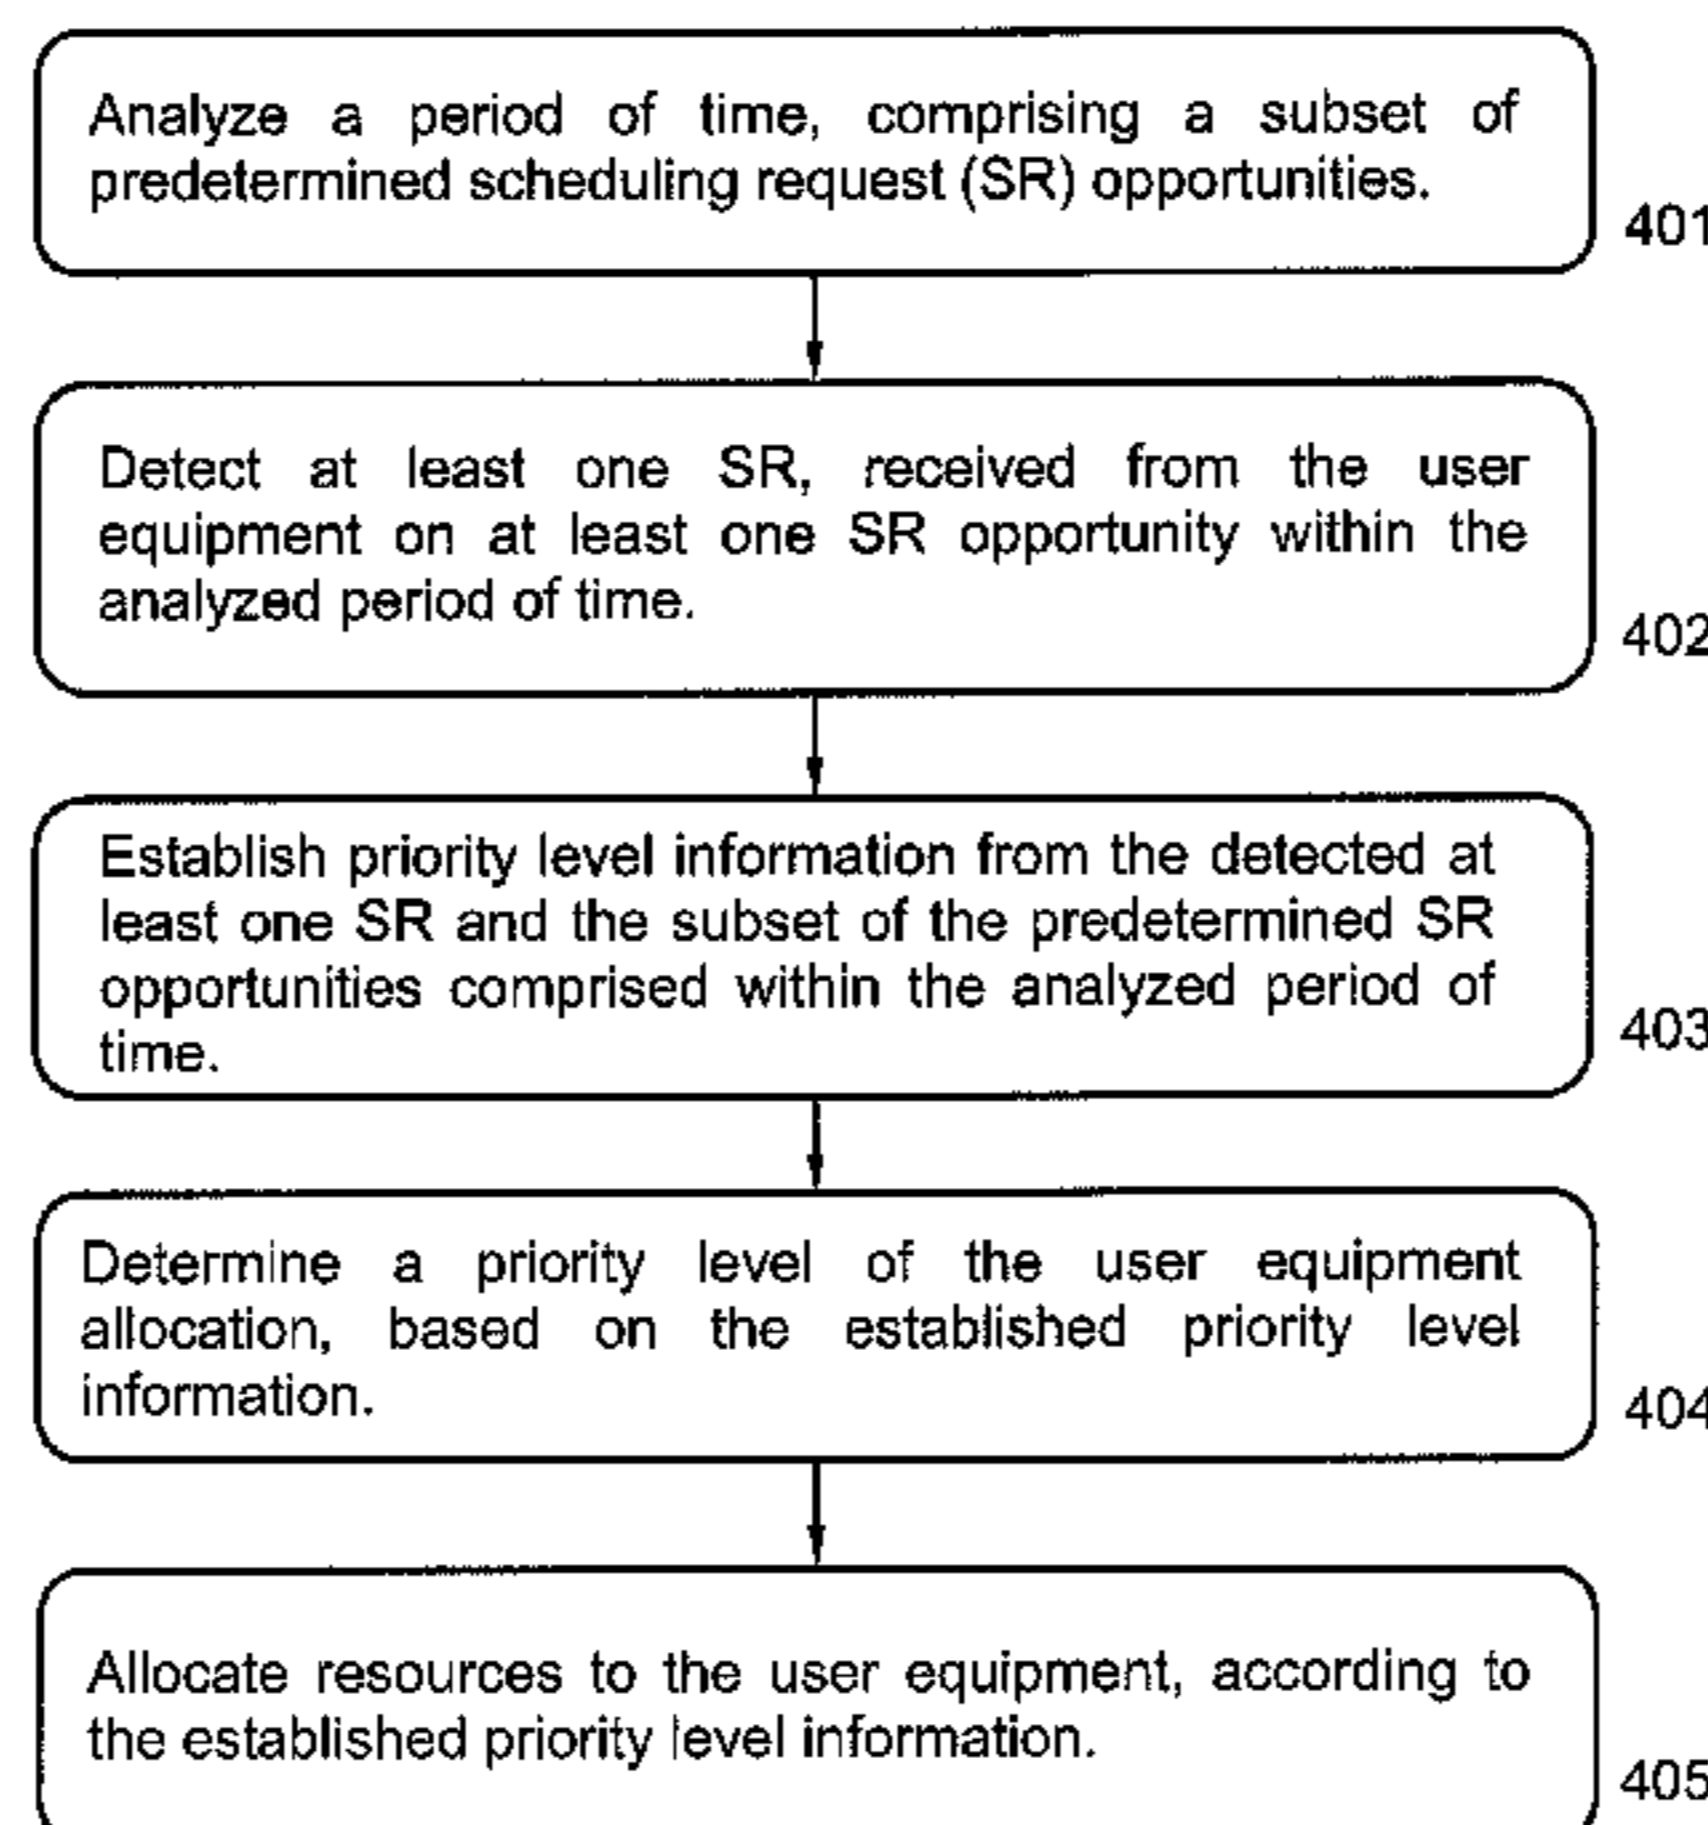 Analyze a period of time, comprising a subset of
predetermined scheduling request (SR) opportunities.
401
Detect at least one SR, received from the user
equipment on at least one SR opportunity within the
analyzed period of time.
402
Establish priority level information from the detected at
least one SR and the subset of the predetermined SR
opportunities comprised within the analyzed period of
time.
403
Determine a priority level of the user equipment
allocation, based on the established priority level
information.
404
Allocate resources to the user equipment, according to
the established priority level information.
405